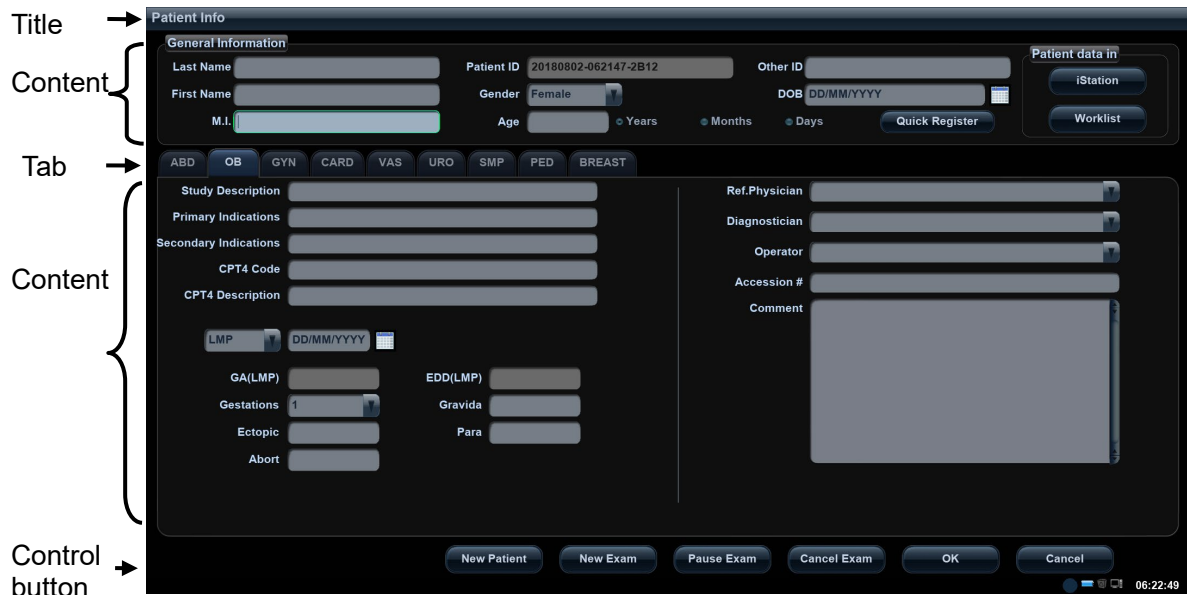 Title
Patient Info
General Information
Content
Last Name
Patient ID 20180802-062147-2B12
Other ID
Patient data in
iStation
First Name
Gender Female
DOB DD/MM/YYYY
M.I.
Age Years Months Days
Quick Register
Worklist
Tab
ABD OB GYN CARD VAS URO SMP PED BREAST
Content
Study Description
Primary Indications
Secondary Indications
CPT4 Code
CPT4 Description
LMP DD/MM/YYYY
GA(LMP) EDD(LMP)
Gestations 1 Gravida
Ectopic Para
Abort
Ref.Physician
Diagnostician
Operator
Accession #
Comment
Control
button
New Patient New Exam Pause Exam Cancel Exam OK Cancel
06:22:49